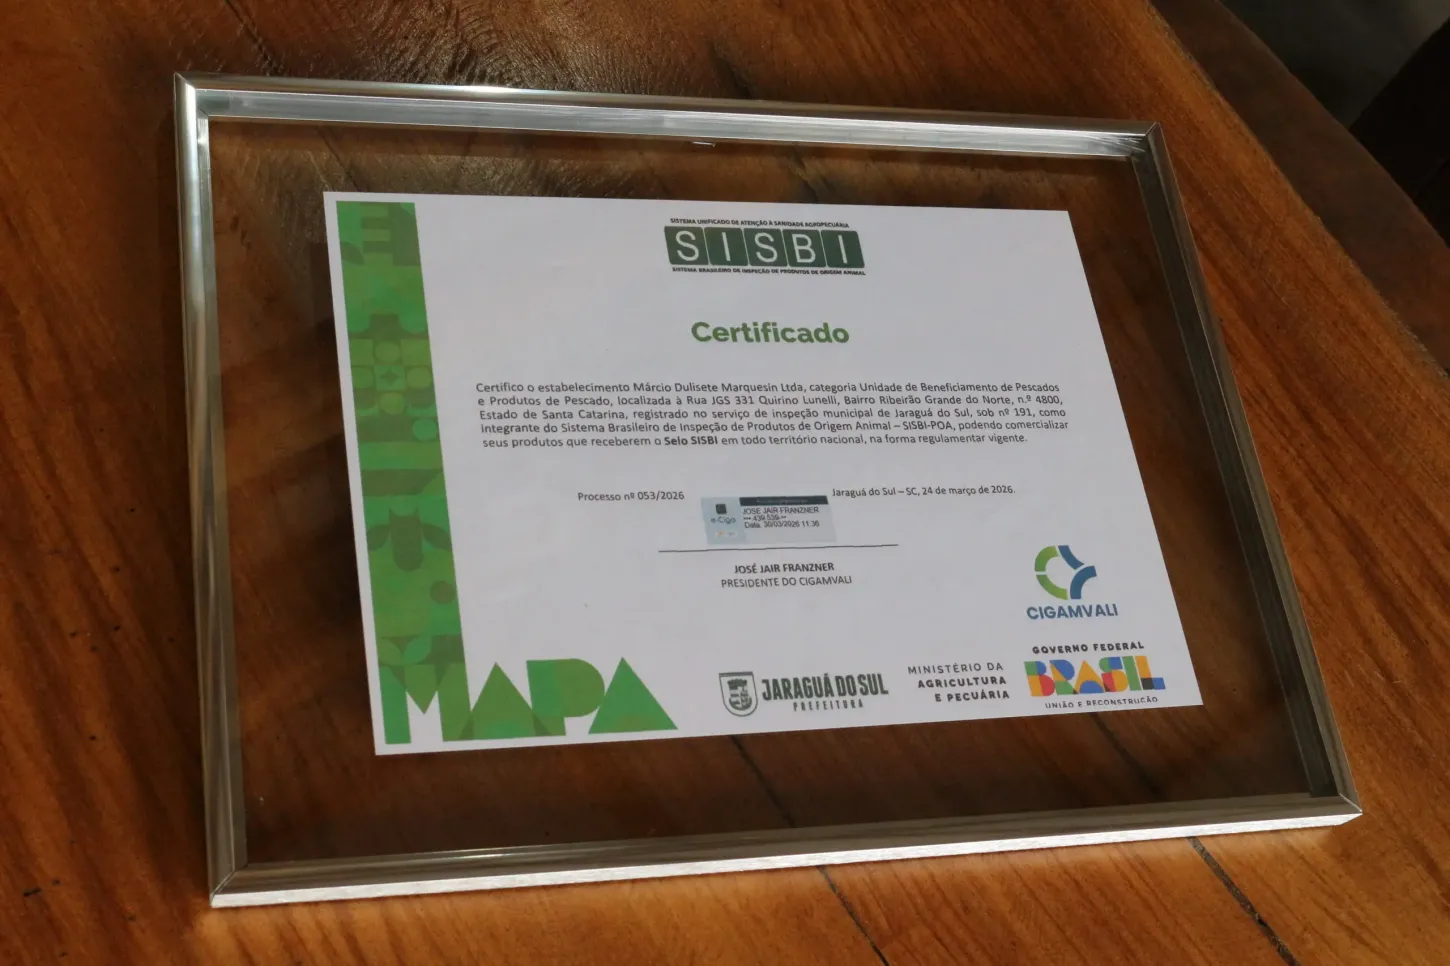 SISTEMA UNIFICADO DE ATENÇÃO À SANIDADE AGROPECUÁRIA
SISBI
SISTEMA BRASILEIRO DE INSPEÇÃO DE PRODUTOS DE ORIGEM ANIMAL
Certificado
Certifico o estabelecimento Márcio Dulisete Marquesin Ltda, categoria Unidade de Beneficiamento de Pescados
e Produtos de Pescado, localizada à Rua JGS 331 Quirino Lunelli, Bairro Ribeirão Grande do Norte, n.º 4800,
Estado de Santa Catarina, registrado no serviço de inspeção municipal de Jaraguá do Sul, sob nº 191, como
integrante do Sistema Brasileiro de Inspeção de Produtos de Origem Animal – SISBI-POA, podendo comercializar
seus produtos que receberem o Selo SISBI em todo território nacional, na forma regulamentar vigente.
Processo nº 053/2026
Jaraguá do Sul – SC, 24 de março de 2026.
e-Ciga
JOSE JAIR FRANZNER
***.439.539-**
Data: 30/03/2026 11:36
JOSÉ JAIR FRANZNER
PRESIDENTE DO CIGAMVALI
CIGAMVALI
MAPA
JARAGUÁ DO SUL
PREFEITURA
MINISTÉRIO DA
AGRICULTURA
E PECUÁRIA
GOVERNO FEDERAL
BRASIL
UNIÃO E RECONSTRUÇÃO